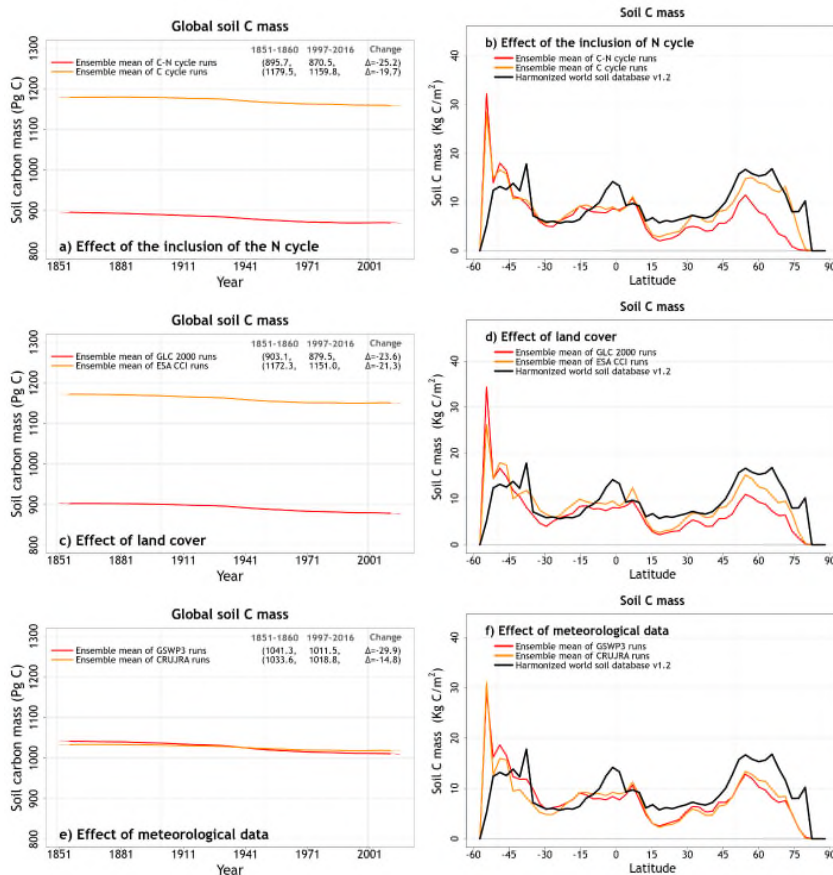 Global soil C mass
1851-1860 1997-2016 Change
Ensemble mean of C-N cycle runs (895.7, 870.5, Δ=-25.2)
Ensemble mean of C cycle runs (1179.5, 1159.8, Δ=-19.7)
Soil carbon mass (Pg C)
1300
1200
1100
1000
900
800
a) Effect of the inclusion of the N cycle
1851 1881 1911 1941 1971 2001
Year
Soil C mass
b) Effect of the inclusion of N cycle
Ensemble mean of C-N cycle runs
Ensemble mean of C cycle runs
Harmonized world soil database v1.2
Soil C mass (Kg C/m²)
40
30
20
10
0
-60 -45 -30 -15 0 15 30 45 60 75 90
Latitude
Global soil C mass
1851-1860 1997-2016 Change
Ensemble mean of GLC 2000 runs (903.1, 879.5, Δ=-23.6)
Ensemble mean of ESA CCI runs (1172.3, 1151.0, Δ=-21.3)
Soil carbon mass (Pg C)
1300
1200
1100
1000
900
800
c) Effect of land cover
1851 1881 1911 1941 1971 2001
Year
Soil C mass
d) Effect of land cover
Ensemble mean of GLC 2000 runs
Ensemble mean of ESA CCI runs
Harmonized world soil database v1.2
Soil C mass (Kg C/m²)
40
30
20
10
0
-60 -45 -30 -15 0 15 30 45 60 75 90
Latitude
Global soil C mass
1851-1860 1997-2016 Change
Ensemble mean of GSWP3 runs (1041.3, 1011.5, Δ=-29.9)
Ensemble mean of CRUJRA runs (1033.6, 1018.8, Δ=-14.8)
Soil carbon mass (Pg C)
1300
1200
1100
1000
900
800
e) Effect of meteorological data
1851 1881 1911 1941 1971 2001
Year
Soil C mass
f) Effect of meteorological data
Ensemble mean of GSWP3 runs
Ensemble mean of CRUJRA runs
Harmonized world soil database v1.2
Soil C mass (Kg C/m²)
40
30
20
10
0
-60 -45 -30 -15 0 15 30 45 60 75 90
Latitude